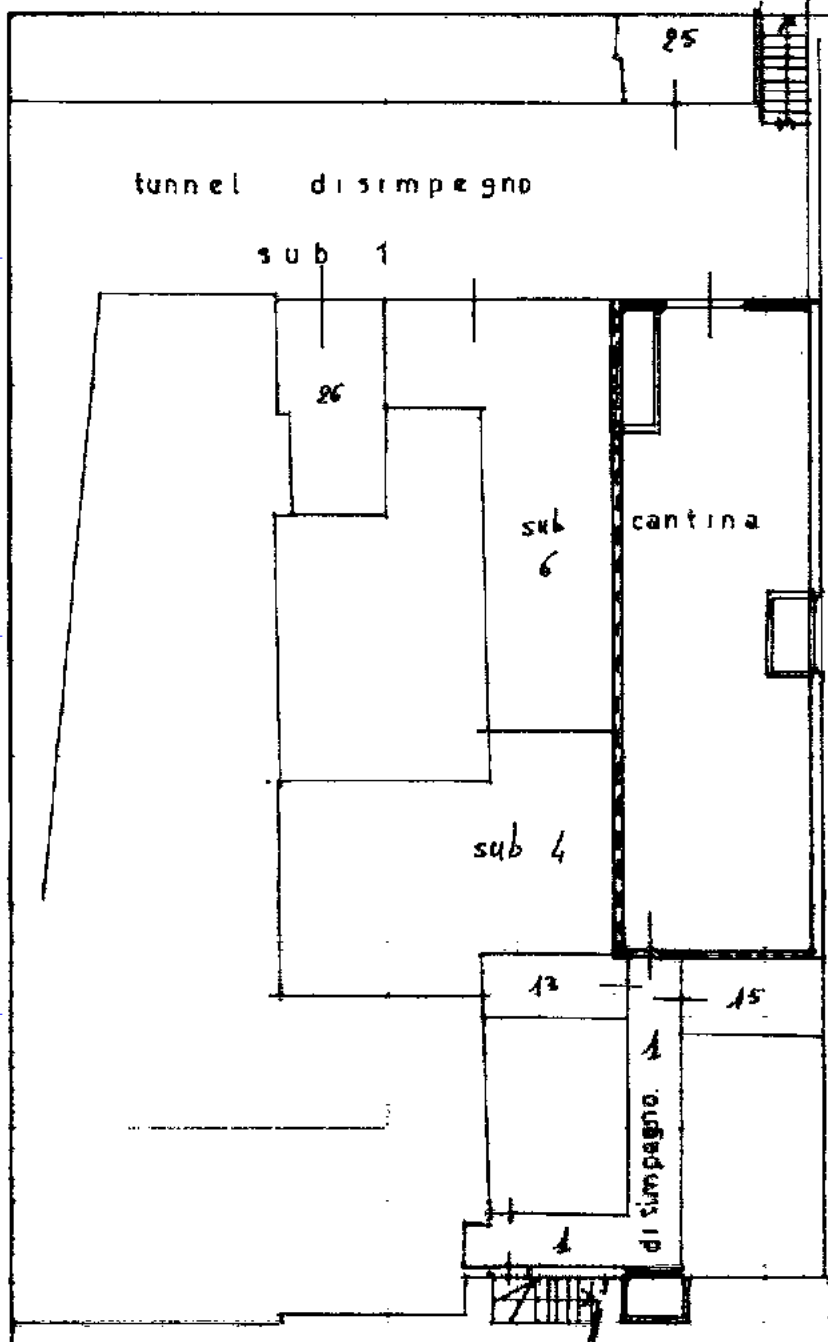 25
tunnel disimpegno
sub 1
26
sub
6
cantina
sub 4
13
15
disimpegno 1
1